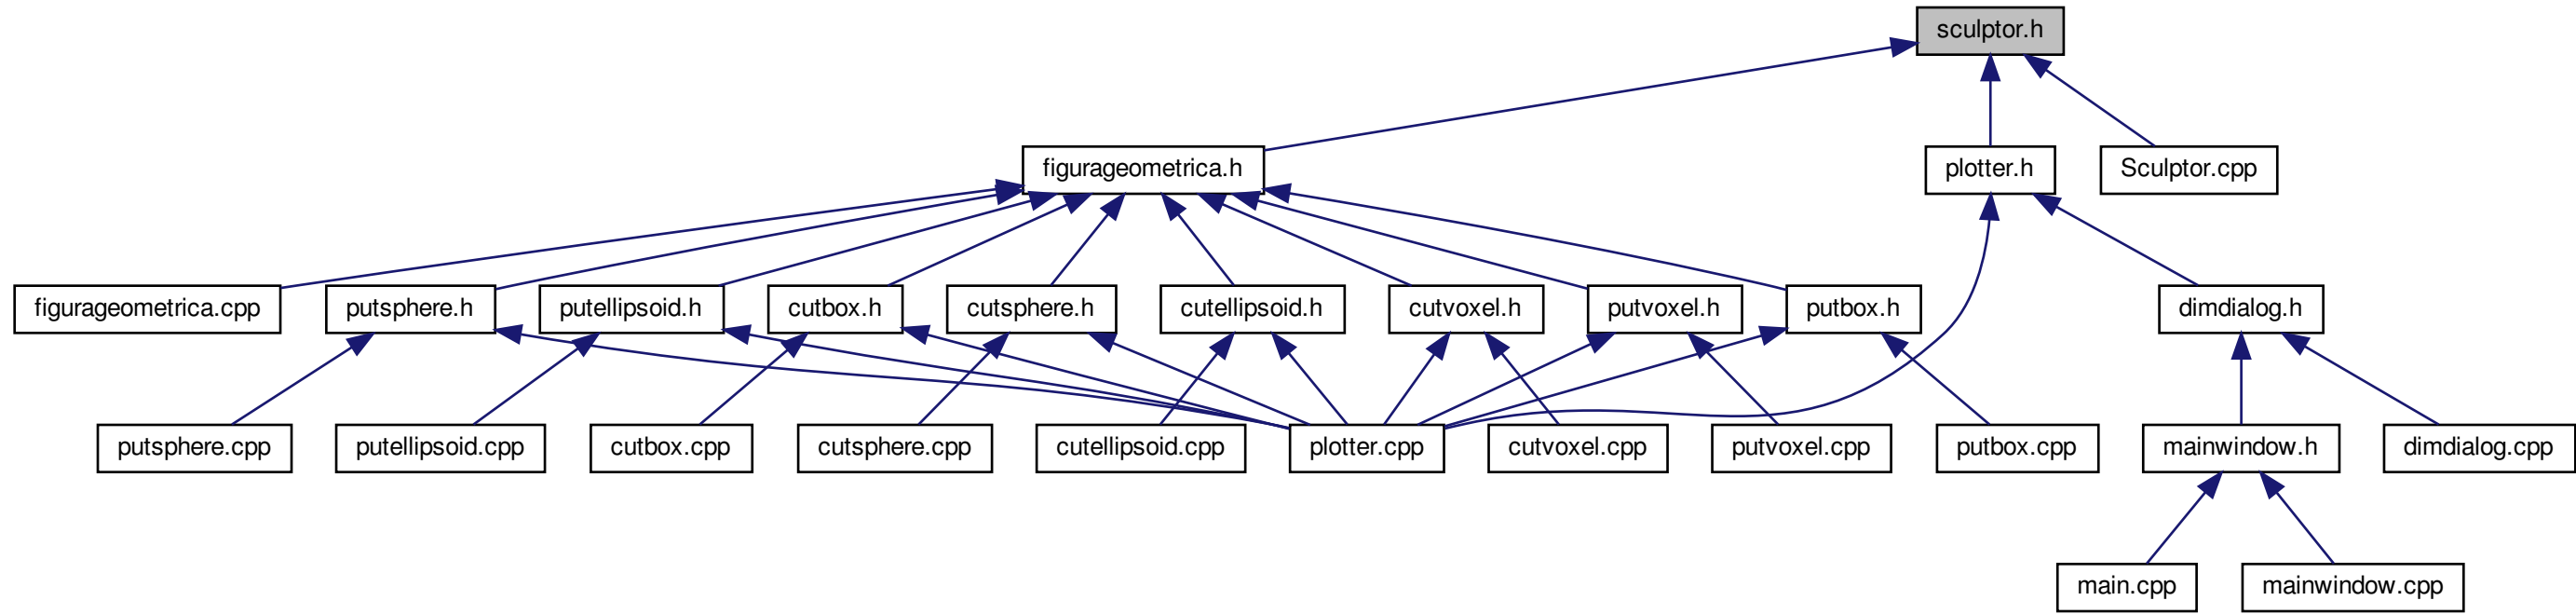 sculptor.h
figurageometrica.h
plotter.h
Sculptor.cpp
figurageometrica.cpp
putsphere.h
putellipsoid.h
cutbox.h
cutsphere.h
cutellipsoid.h
cutvoxel.h
putvoxel.h
putbox.h
dimdialog.h
putsphere.cpp
putellipsoid.cpp
cutbox.cpp
cutsphere.cpp
cutellipsoid.cpp
plotter.cpp
cutvoxel.cpp
putvoxel.cpp
putbox.cpp
mainwindow.h
dimdialog.cpp
main.cpp
mainwindow.cpp